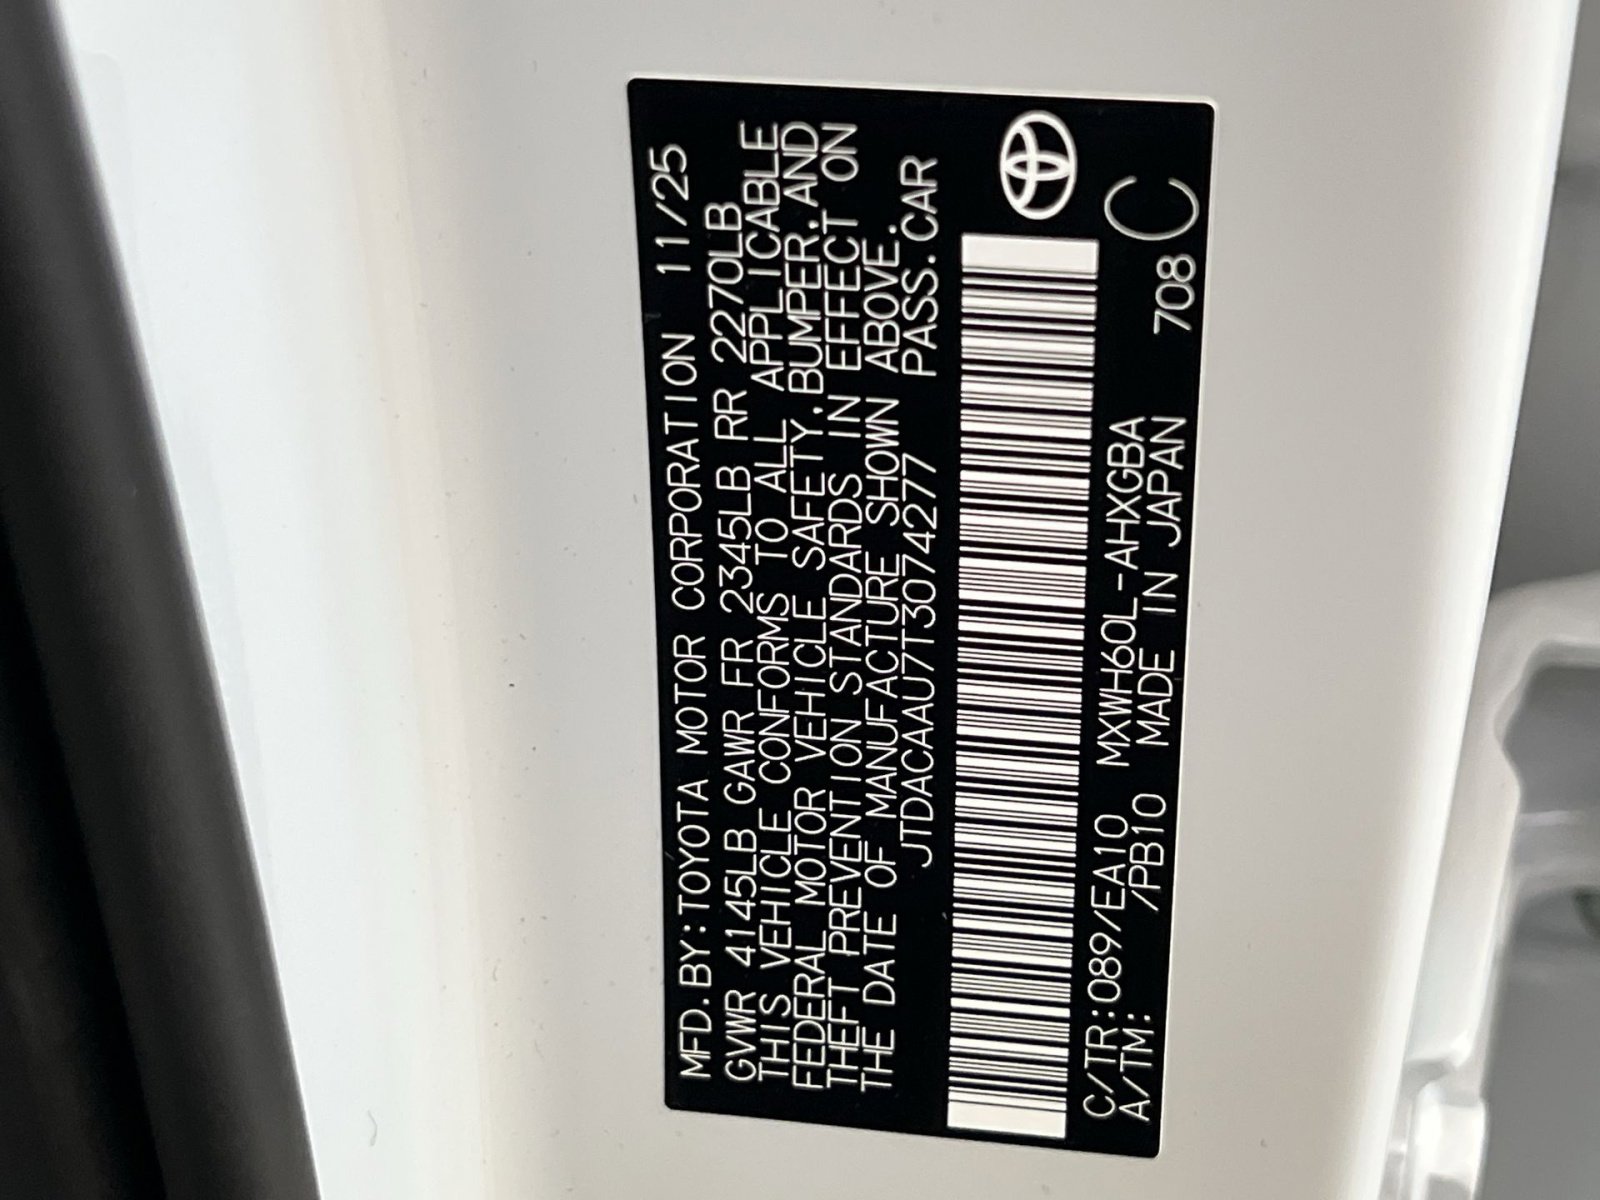 MFD.BY:TOYOTA MOTOR CORPORATION 11/25
GVWR 4145LB GAWR FR 2345LB RR 2270LB
THIS VEHICLE CONFORMS TO ALL APPLICABLE
FEDERAL MOTOR VEHICLE SAFETY,BUMPER,AND
THEFT PREVENTION STANDARDS IN EFFECT ON
THE DATE OF MANUFACTURE SHOWN ABOVE.
JTDACAAU7T3074277 PASS.CAR
C/TR:089/EA10 MXWH60L-AHXGBA
A/TM: /PB10 MADE IN JAPAN 708 C